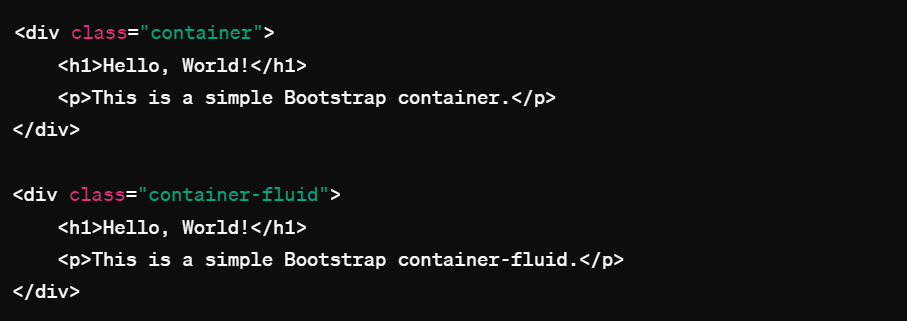 <div class="container">
    <h1>Hello, World!</h1>
    <p>This is a simple Bootstrap container.</p>
</div>

<div class="container-fluid">
    <h1>Hello, World!</h1>
    <p>This is a simple Bootstrap container-fluid.</p>
</div>